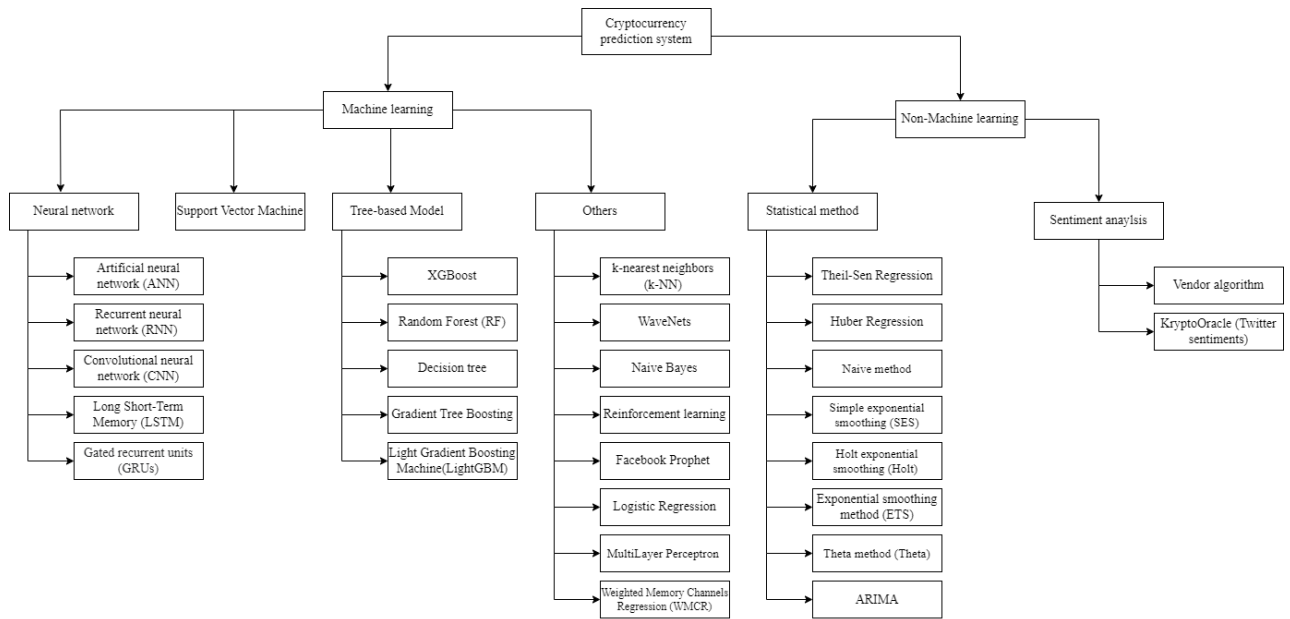 Cryptocurrency
prediction system
Machine learning
Non-Machine learning
Neural network
Support Vector Machine
Tree-based Model
Others
Statistical method
Sentiment anaylsis
Artificial neural
network (ANN)
Recurrent neural
network (RNN)
Convolutional neural
network (CNN)
Long Short-Term
Memory (LSTM)
Gated recurrent units
(GRUs)
XGBoost
Random Forest (RF)
Decision tree
Gradient Tree Boosting
Light Gradient Boosting
Machine(LightGBM)
k-nearest neighbors
(k-NN)
WaveNets
Naive Bayes
Reinforcement learning
Facebook Prophet
Logistic Regression
MultiLayer Perceptron
Weighted Memory Channels
Regression (WMCR)
Theil-Sen Regression
Huber Regression
Naive method
Simple exponential
smoothing (SES)
Holt exponential
smoothing (Holt)
Exponential smoothing
method (ETS)
Theta method (Theta)
ARIMA
Vendor algorithm
KryptoOracle (Twitter
sentiments)